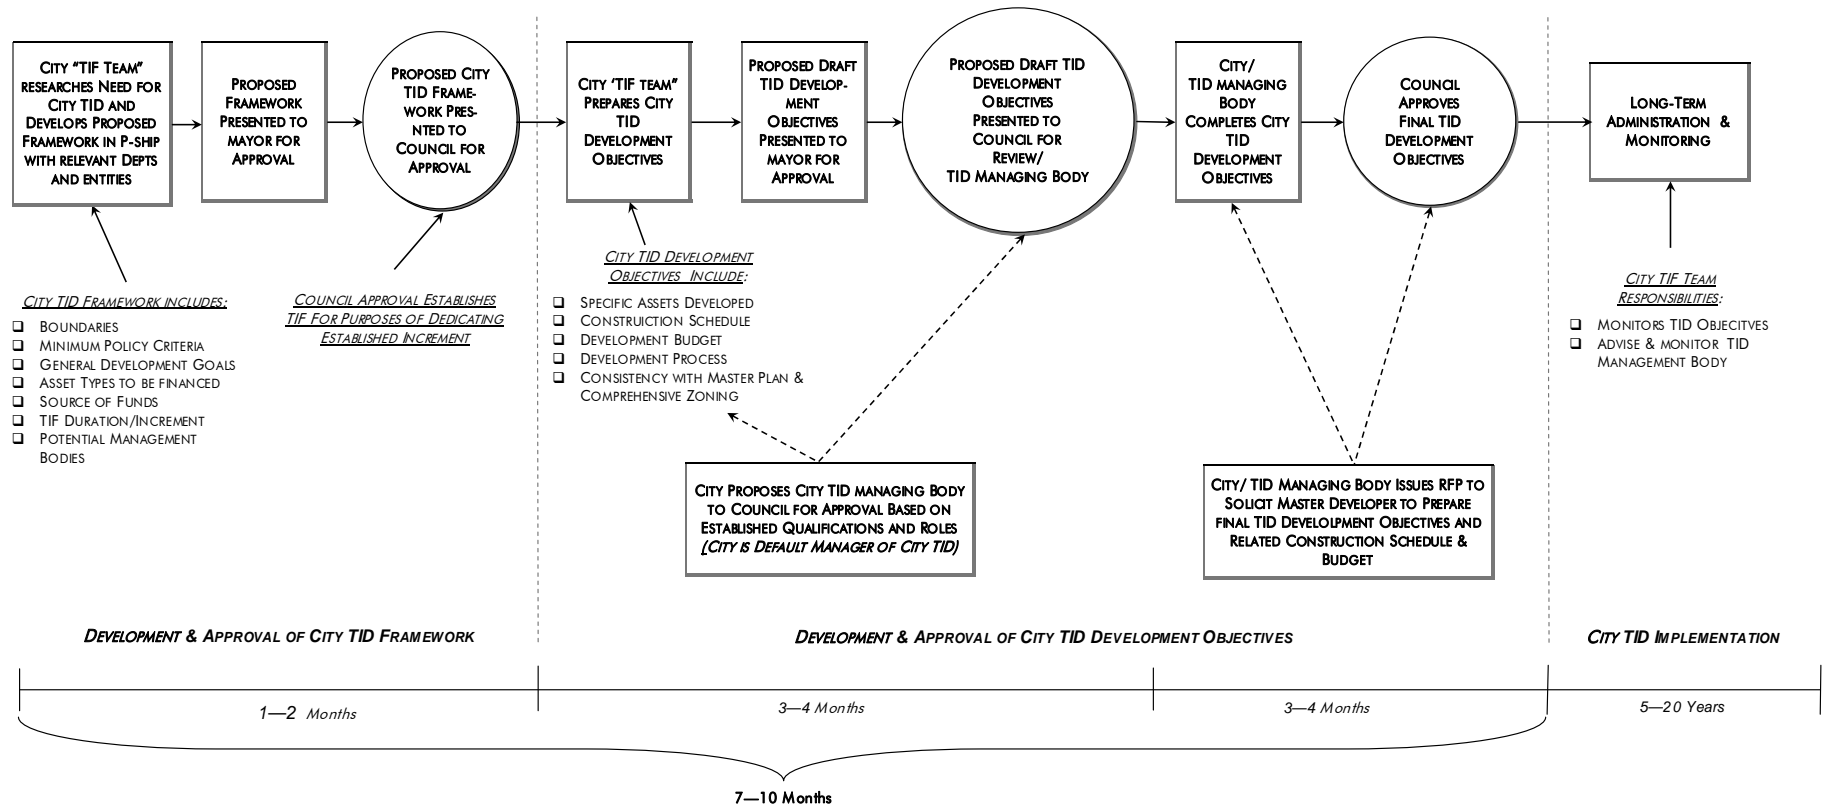 CITY "TIF TEAM"
RESEARCHES NEED FOR
CITY TID AND
DEVELOPS PROPOSED
FRAMEWORK IN P-SHIP
WITH RELEVANT DEPTS
AND ENTITIES
PROPOSED
FRAMEWORK
PRESENTED TO
MAYOR FOR
APPROVAL
PROPOSED CITY
TID FRAME-
WORK PRES-
NTED TO
COUNCIL FOR
APPROVAL
CITY 'TIF TEAM"
PREPARES CITY
TID
DEVELOPMENT
OBJECTIVES
PROPOSED DRAFT
TID DEVELOP-
MENT
OBJECTIVES
PRESENTED TO
MAYOR FOR
APPROVAL
PROPOSED DRAFT TID
DEVELOPMENT
OBJECTIVES
PRESENTED TO
COUNCIL FOR
REVIEW/
TID MANAGING BODY
CITY/
TID MANAGING
BODY
COMPLETES CITY
TID
DEVELOPMENT
OBJECTIVES
COUNCIL
APPROVES
FINAL TID
DEVELOPMENT
OBJECTIVES
LONG-TERM
ADMINISTRATION &
MONITORING
CITY TID FRAMEWORK INCLUDES:
❑ BOUNDARIES
❑ MINIMUM POLICY CRITERIA
❑ GENERAL DEVELOPMENT GOALS
❑ ASSET TYPES TO BE FINANCED
❑ SOURCE OF FUNDS
❑ TIF DURATION/INCREMENT
❑ POTENTIAL MANAGEMENT
BODIES
COUNCIL APPROVAL ESTABLISHES
TIF FOR PURPOSES OF DEDICATING
ESTABLISHED INCREMENT
CITY TID DEVELOPMENT
OBJECTIVES INCLUDE:
❑ SPECIFIC ASSETS DEVELOPED
❑ CONSTRUICTION SCHEDULE
❑ DEVELOPMENT BUDGET
❑ DEVELOPMENT PROCESS
❑ CONSISTENCY WITH MASTER PLAN &
COMPREHENSIVE ZONING
CITY TIF TEAM
RESPONSIBILITIES:
❑ MONITORS TID OBJECITVES
❑ ADVISE & MONITOR TID
MANAGEMENT BODY
CITY PROPOSES CITY TID MANAGING BODY
TO COUNCIL FOR APPROVAL BASED ON
ESTABLISHED QUALIFICATIONS AND ROLES
(CITY IS DEFAULT MANAGER OF CITY TID)
CITY/ TID MANAGING BODY ISSUES RFP TO
SOLICIT MASTER DEVELOPER TO PREPARE
FINAL TID DEVELOLPMENT OBJECTIVES AND
RELATED CONSTRUCTION SCHEDULE &
BUDGET
DEVELOPMENT & APPROVAL OF CITY TID FRAMEWORK
DEVELOPMENT & APPROVAL OF CITY TID DEVELOPMENT OBJECTIVES
CITY TID IMPLEMENTATION
1—2 Months
3—4 Months
3—4 Months
5—20 Years
7—10 Months